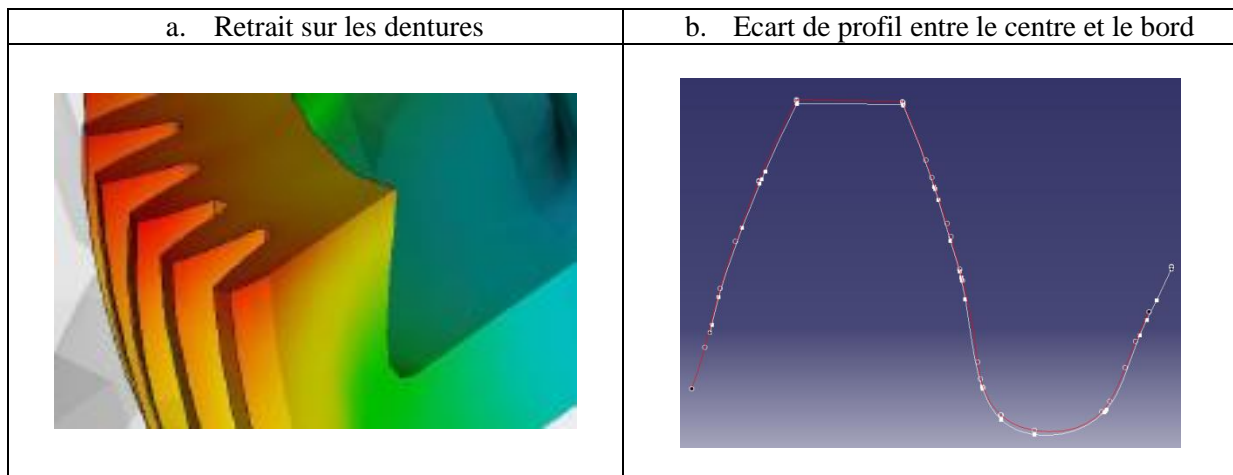 a. Retrait sur les dentures
b. Ecart de profil entre le centre et le bord